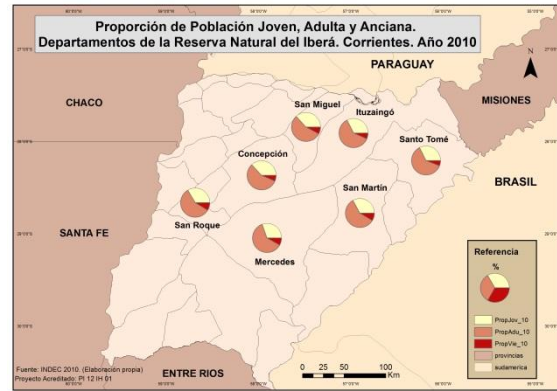 Proporción de Población Joven, Adulta y Anciana.
Departamentos de la Reserva Natural del Iberá. Corrientes. Año 2010
PARAGUAY
CHACO
MISIONES
San Miguel
Ituzaingó
Santo Tomé
Concepción
BRASIL
San Martín
San Roque
SANTA FE
Mercedes
Referencia
%
PropJov_10
PropAdu_10
PropVie_10
provincias
sudamerica
Fuente: INDEC 2010. (Elaboración propia)
Proyecto Acreditado: PI 12 IH 01
ENTRE RIOS
0 25 50 100
Km